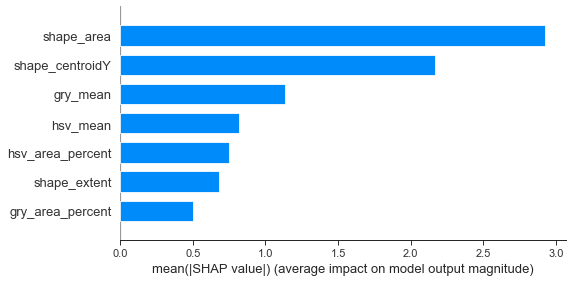 shape_area
shape_centroidY
gry_mean
hsv_mean
hsv_area_percent
shape_extent
gry_area_percent
0.0 0.5 1.0 1.5 2.0 2.5 3.0
mean(|SHAP value|) (average impact on model output magnitude)